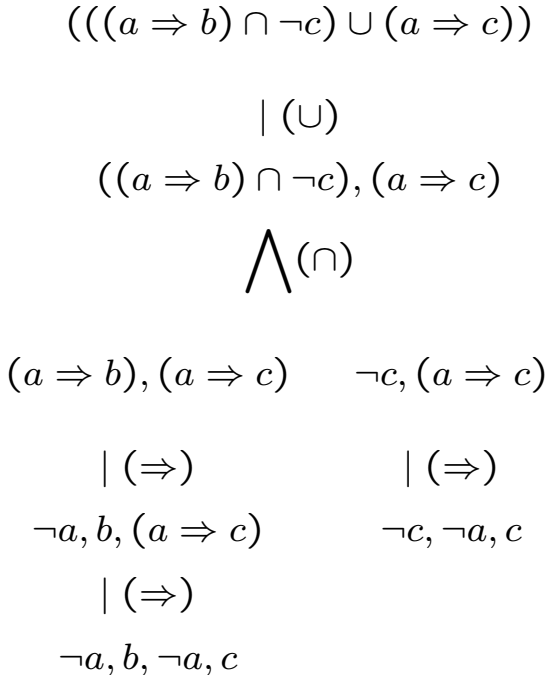 (((a ⇒ b) ∩ ¬c) ∪ (a ⇒ c))
| (∪)
((a ⇒ b) ∩ ¬c), (a ⇒ c)
⋀(∩)
(a ⇒ b), (a ⇒ c) ¬c, (a ⇒ c)
| (⇒) | (⇒)
¬a, b, (a ⇒ c) ¬c, ¬a, c
| (⇒)
¬a, b, ¬a, c